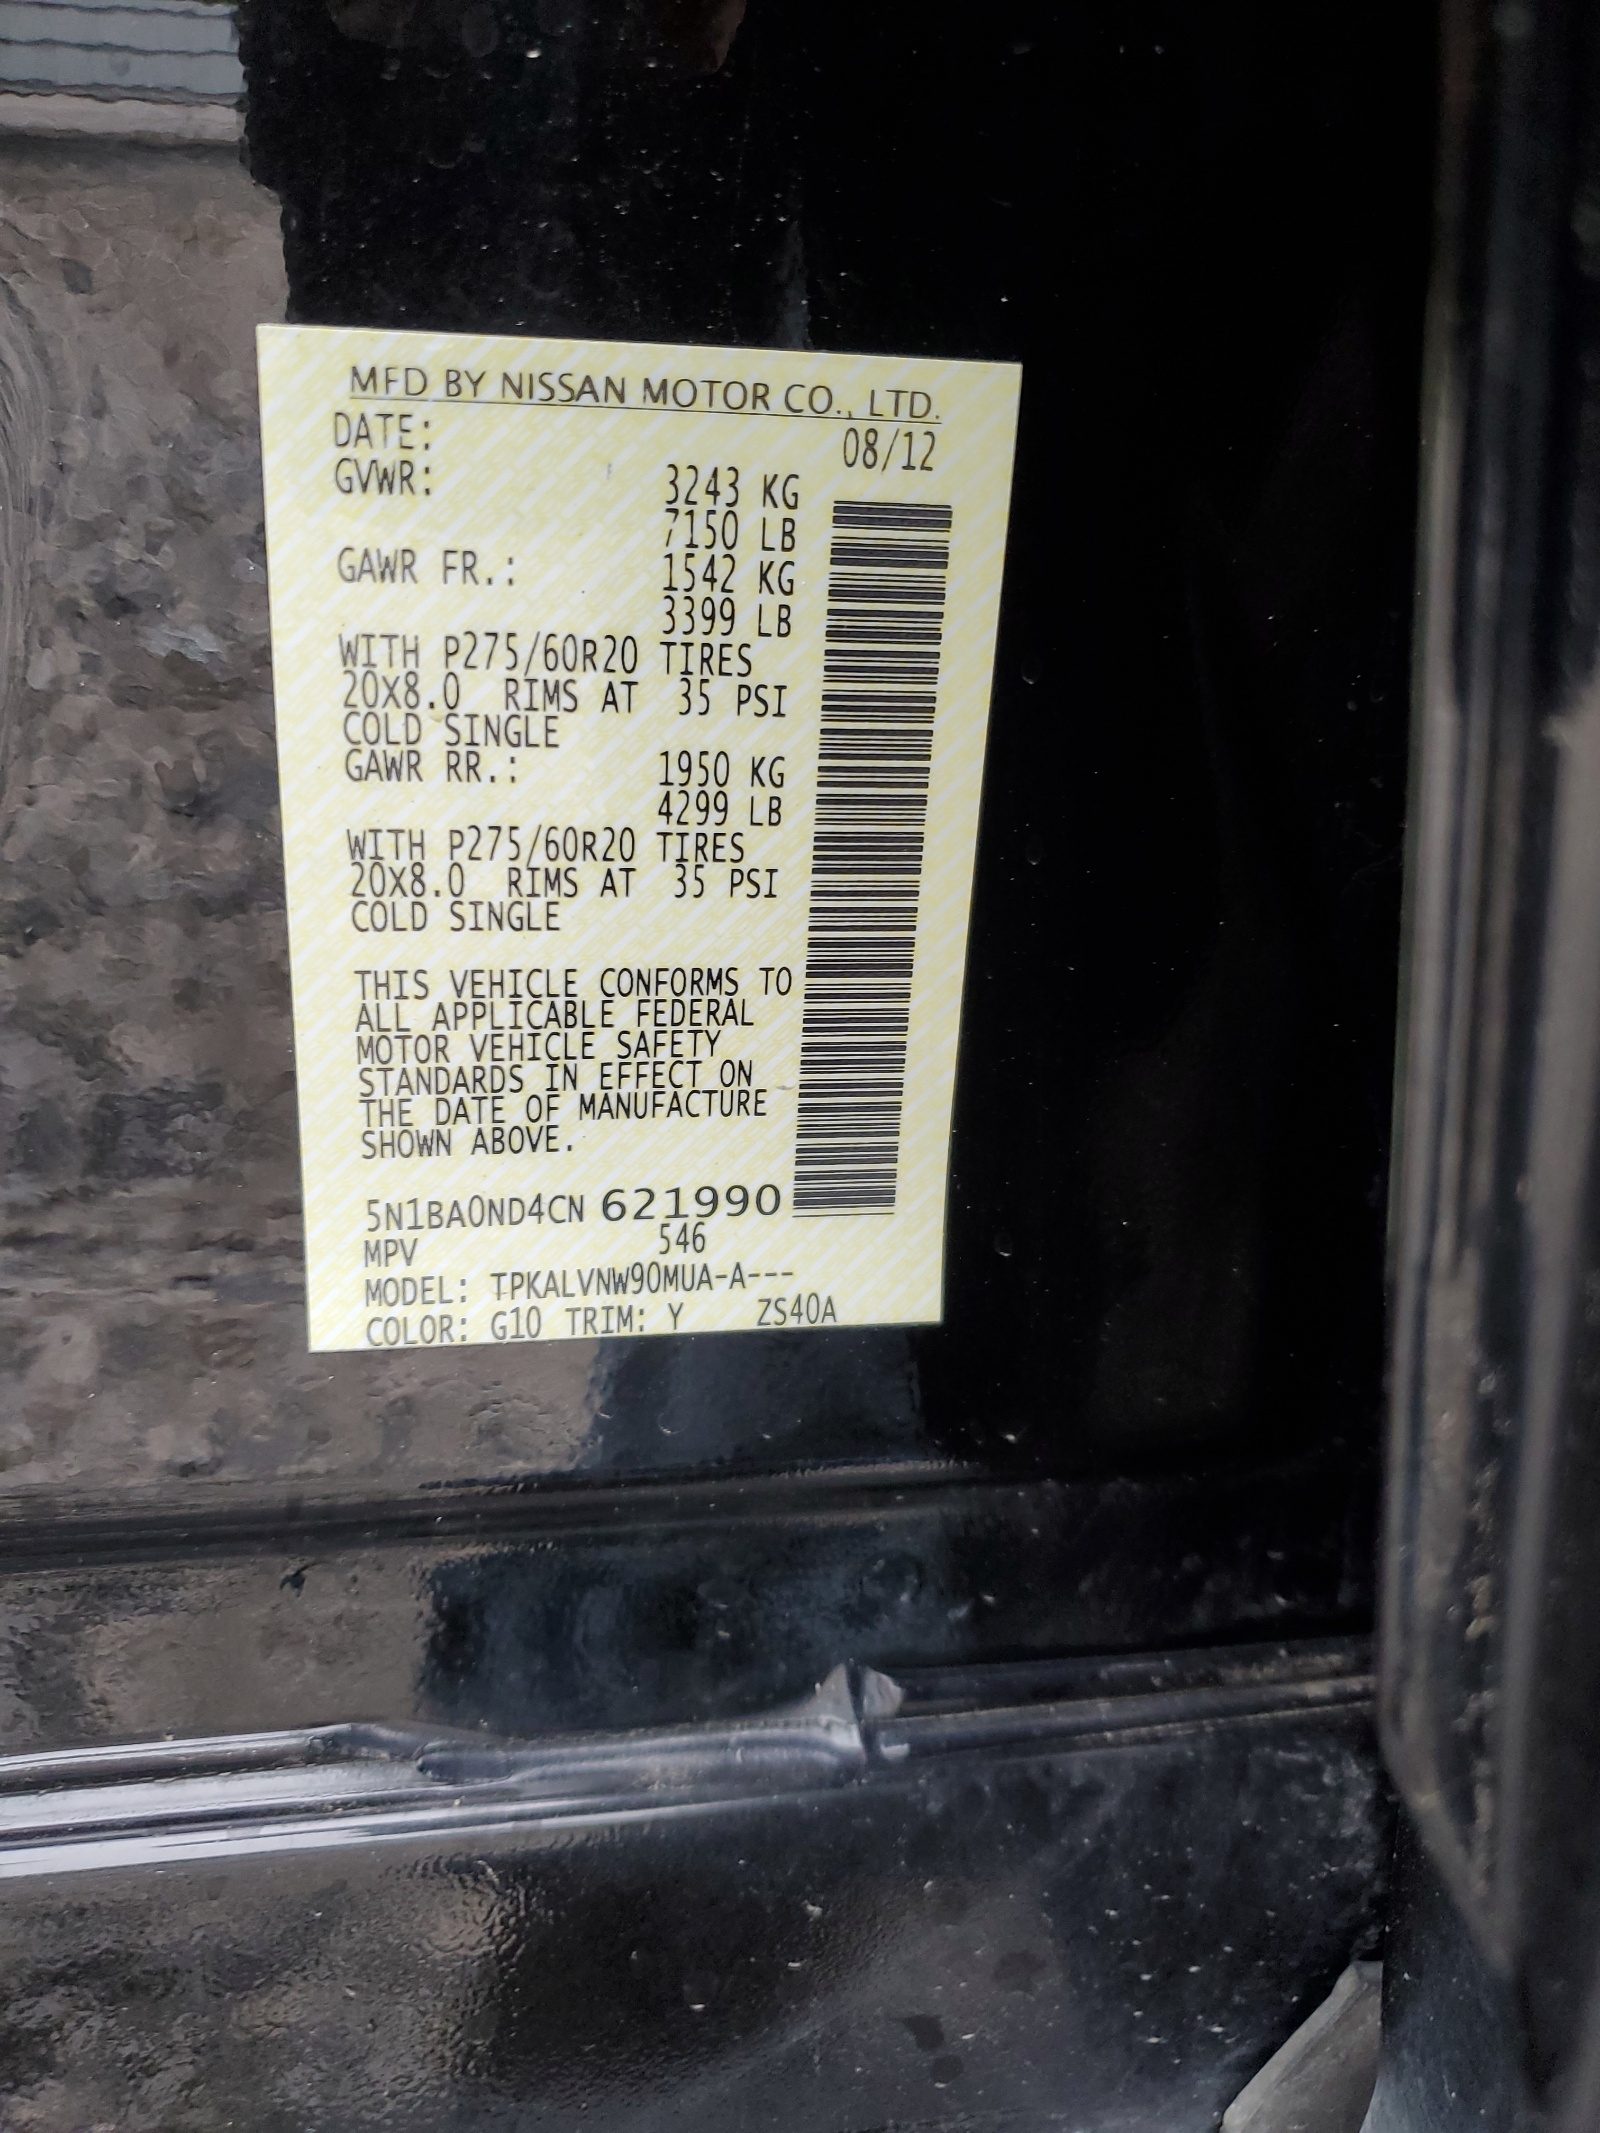 MFD BY NISSAN MOTOR CO., LTD.
DATE: 08/12
GVWR: 3243 KG
7150 LB
GAWR FR.: 1542 KG
3399 LB
WITH P275/60R20 TIRES
20X8.0 RIMS AT 35 PSI
COLD SINGLE
GAWR RR.: 1950 KG
4299 LB
WITH P275/60R20 TIRES
20X8.0 RIMS AT 35 PSI
COLD SINGLE
THIS VEHICLE CONFORMS TO
ALL APPLICABLE FEDERAL
MOTOR VEHICLE SAFETY
STANDARDS IN EFFECT ON
THE DATE OF MANUFACTURE
SHOWN ABOVE.
5N1BA0ND4CN 621990
MPV 546
MODEL: TPKALVNW90MUA-A---
COLOR: G10 TRIM: Y ZS40A